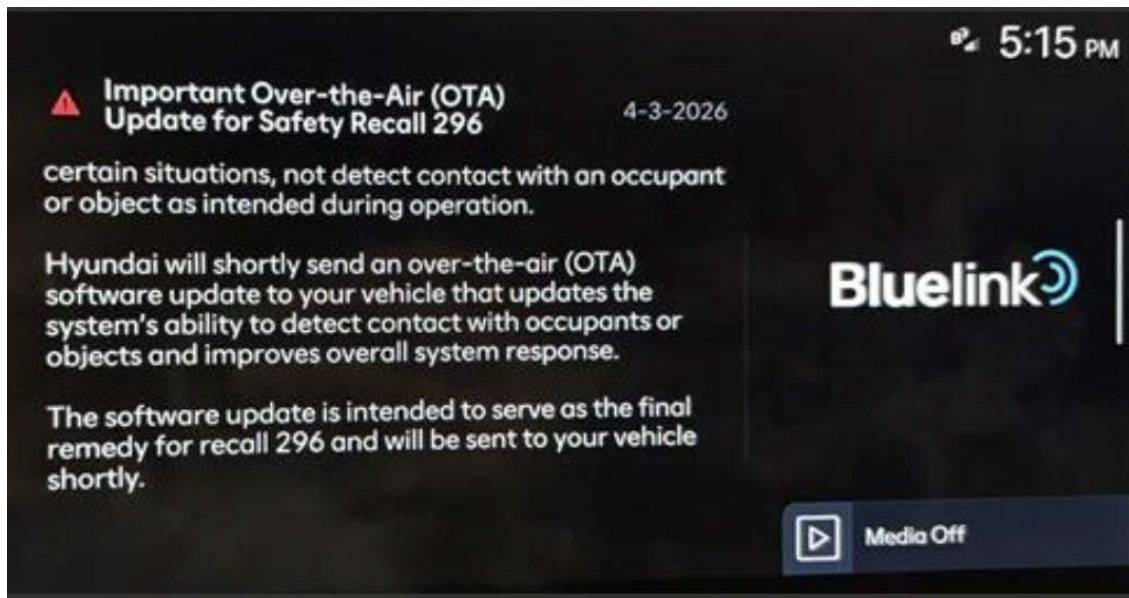 5:15 PM
Important Over-the-Air (OTA)
Update for Safety Recall 296
4-3-2026
certain situations, not detect contact with an occupant
or object as intended during operation.
Hyundai will shortly send an over-the-air (OTA)
software update to your vehicle that updates the
system's ability to detect contact with occupants or
objects and improves overall system response.
The software update is intended to serve as the final
remedy for recall 296 and will be sent to your vehicle
shortly.
Bluelink
Media Off